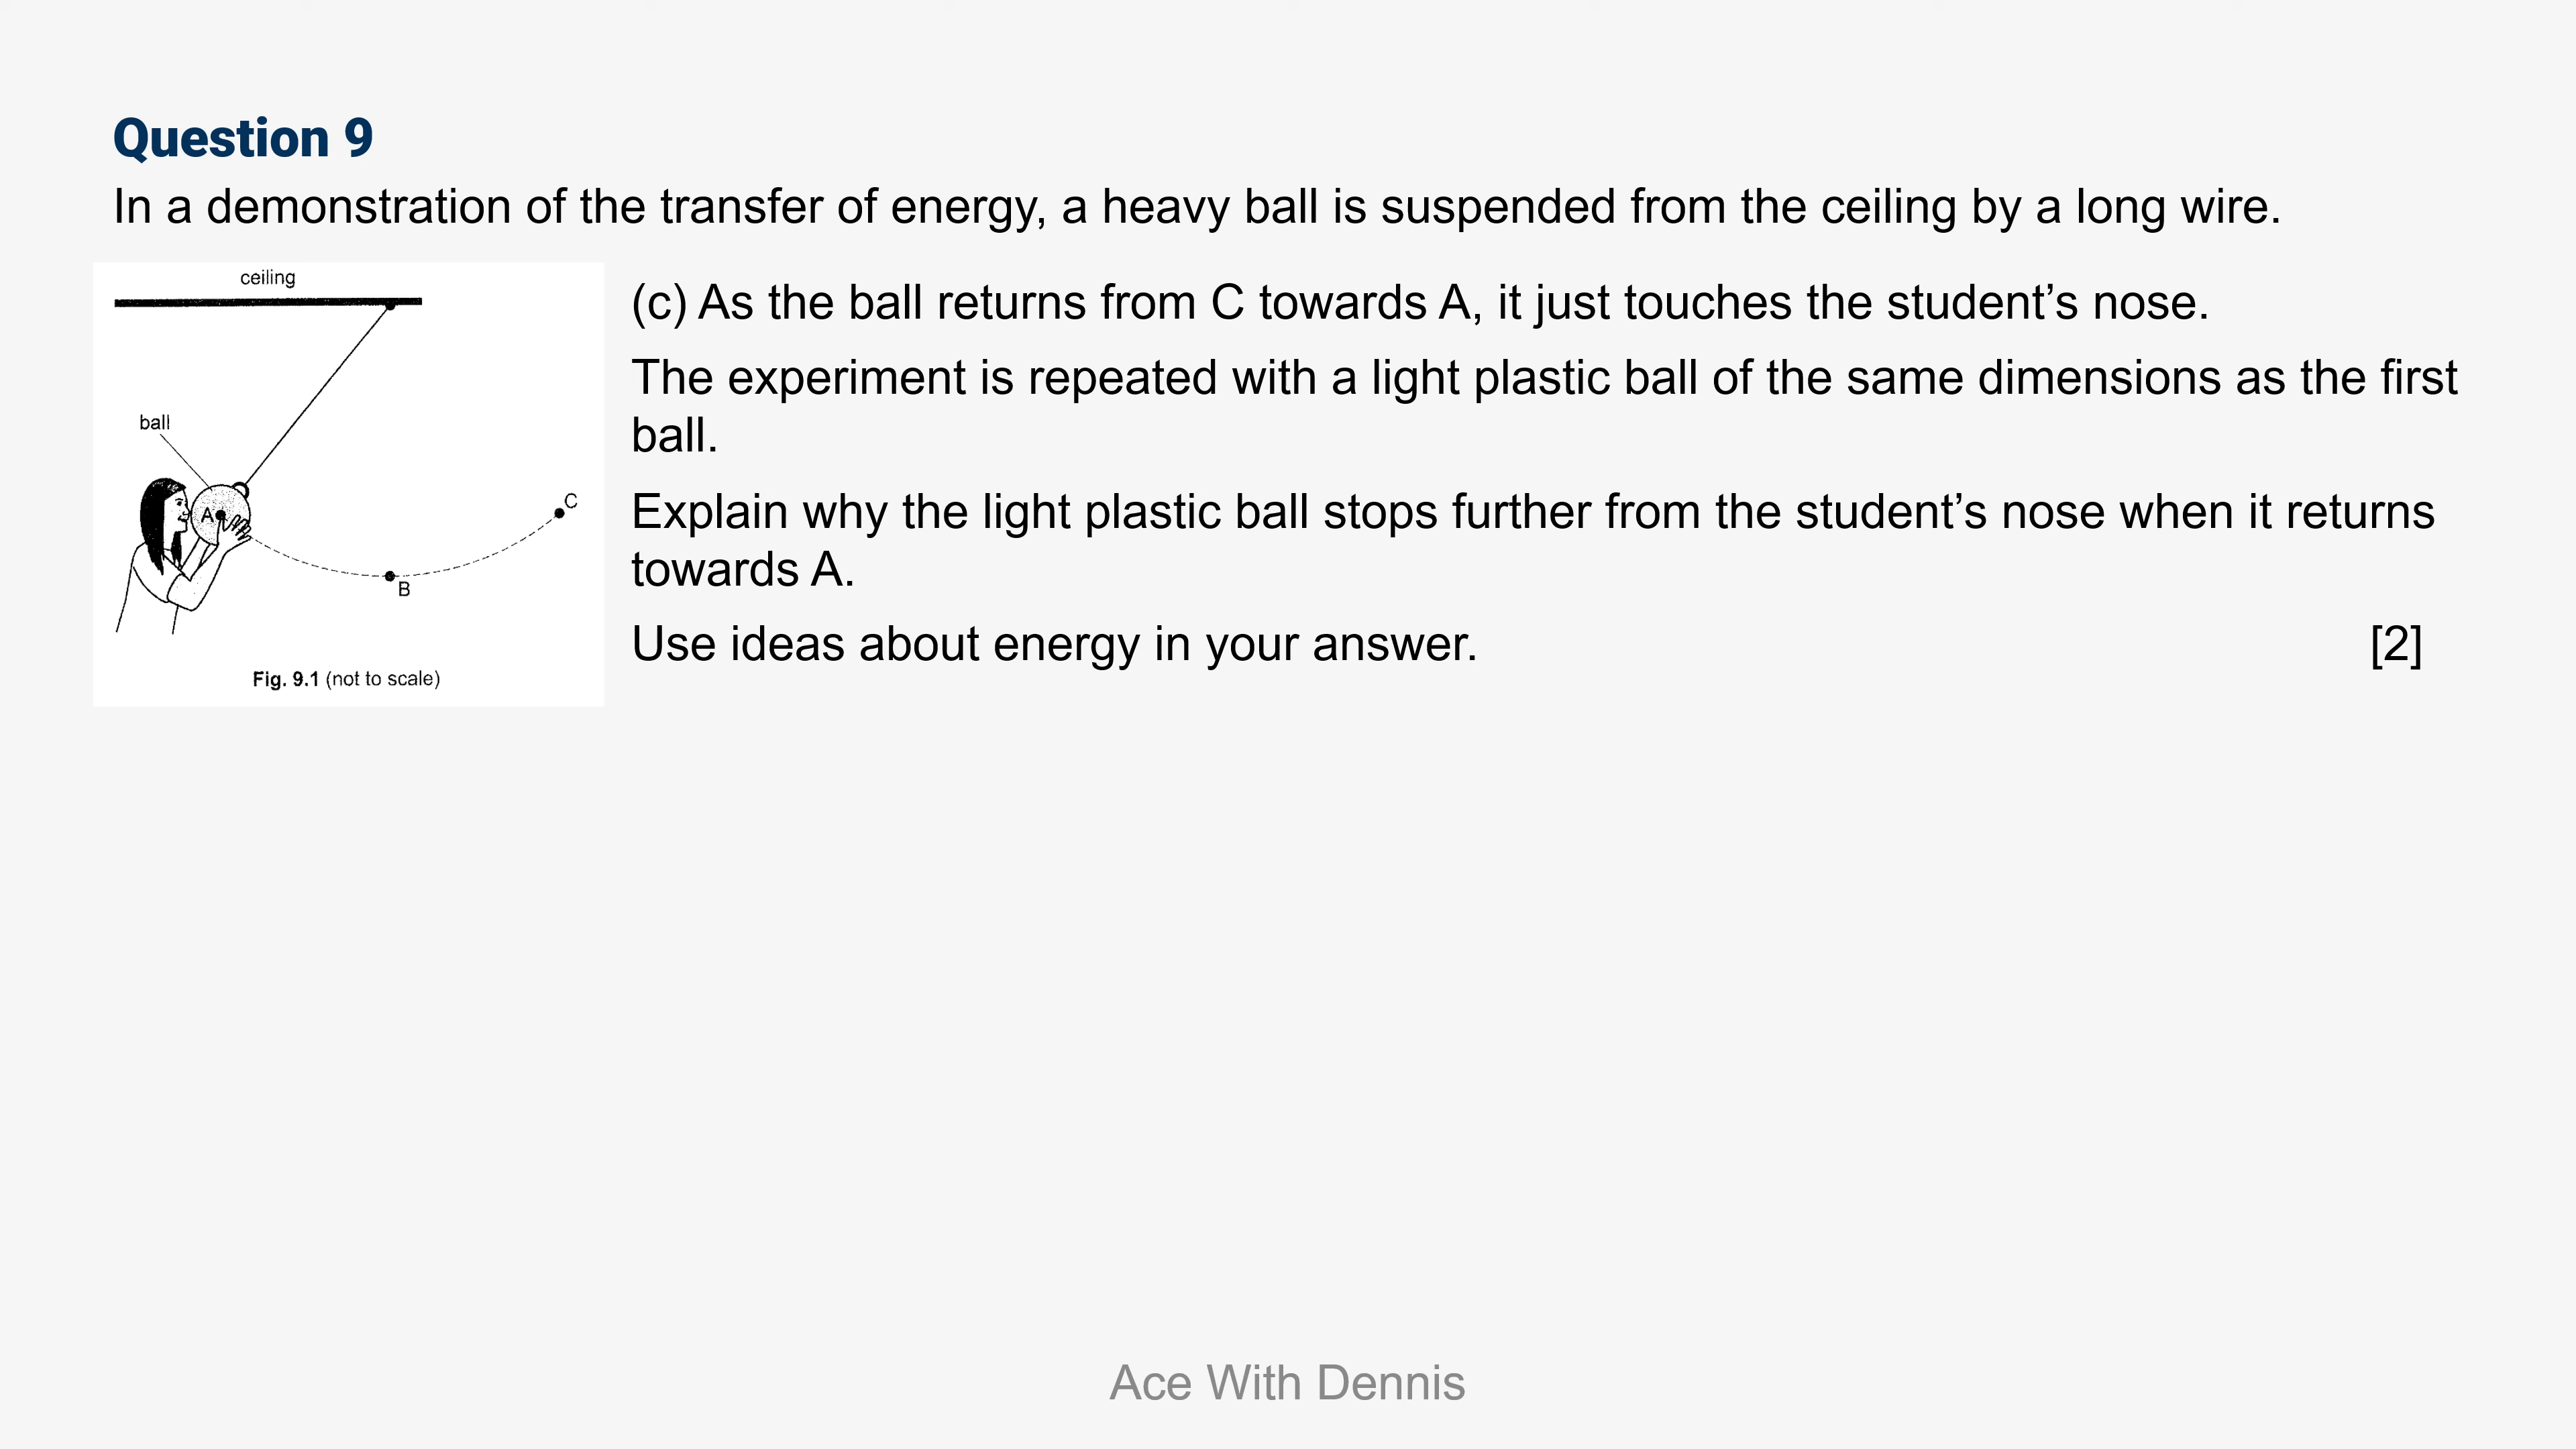 Question 9
In a demonstration of the transfer of energy, a heavy ball is suspended from the ceiling by a long wire.
ceiling
ball
A
B
C
Fig. 9.1 (not to scale)
(c) As the ball returns from C towards A, it just touches the student’s nose.
The experiment is repeated with a light plastic ball of the same dimensions as the first
ball.
Explain why the light plastic ball stops further from the student’s nose when it returns
towards A.
Use ideas about energy in your answer. [2]
Ace With Dennis